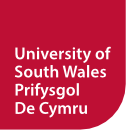 University of
South Wales
Prifysgol
De Cymru